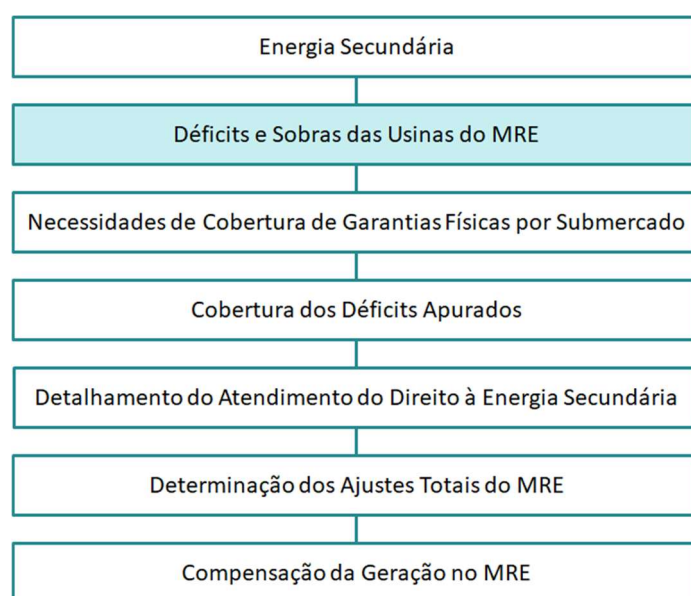 Energia Secundária
Déficits e Sobras das Usinas do MRE
Necessidades de Cobertura de Garantias Físicas por Submercado
Cobertura dos Déficits Apurados
Detalhamento do Atendimento do Direito à Energia Secundária
Determinação dos Ajustes Totais do MRE
Compensação da Geração no MRE